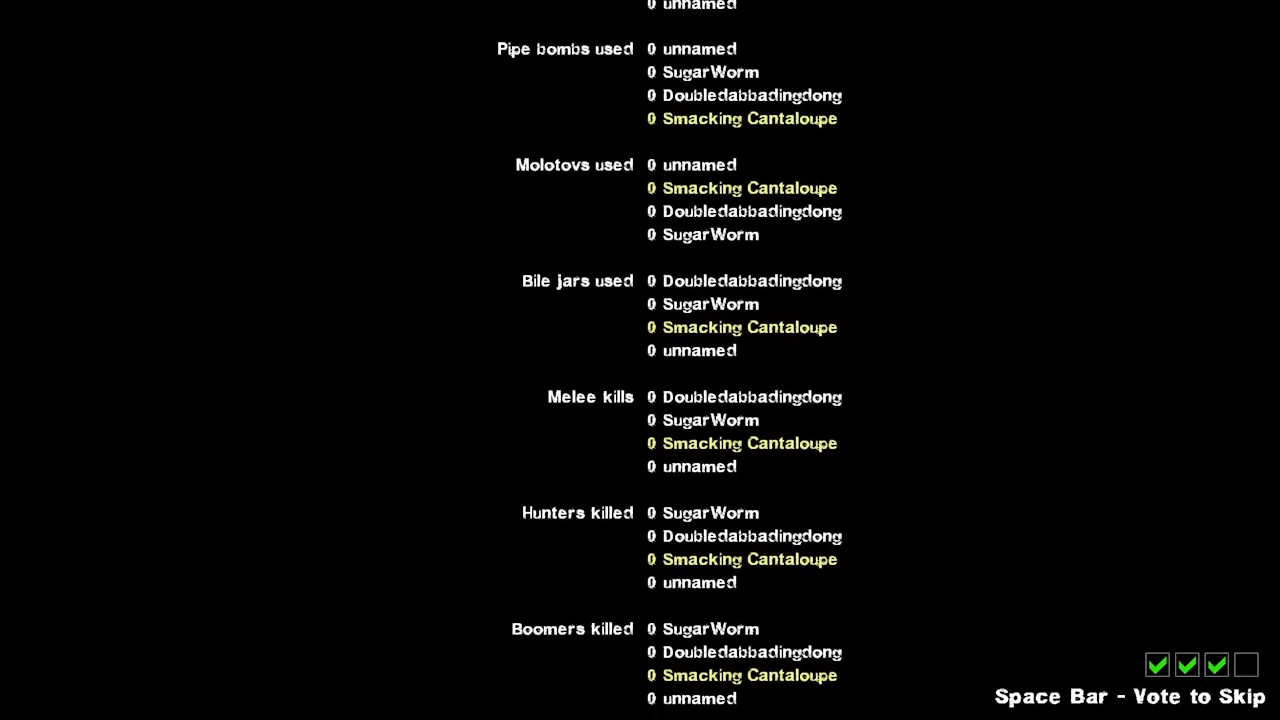 0 unnamed
Pipe bombs used 0 unnamed
0 SugarWorm
0 Doubledabbadingdong
0 Smacking Cantaloupe
Molotovs used 0 unnamed
0 Smacking Cantaloupe
0 Doubledabbadingdong
0 SugarWorm
Bile jars used 0 Doubledabbadingdong
0 SugarWorm
0 Smacking Cantaloupe
0 unnamed
Melee kills 0 Doubledabbadingdong
0 SugarWorm
0 Smacking Cantaloupe
0 unnamed
Hunters killed 0 SugarWorm
0 Doubledabbadingdong
0 Smacking Cantaloupe
0 unnamed
Boomers killed 0 SugarWorm
0 Doubledabbadingdong
0 Smacking Cantaloupe
0 unnamed
Space Bar - Vote to Skip